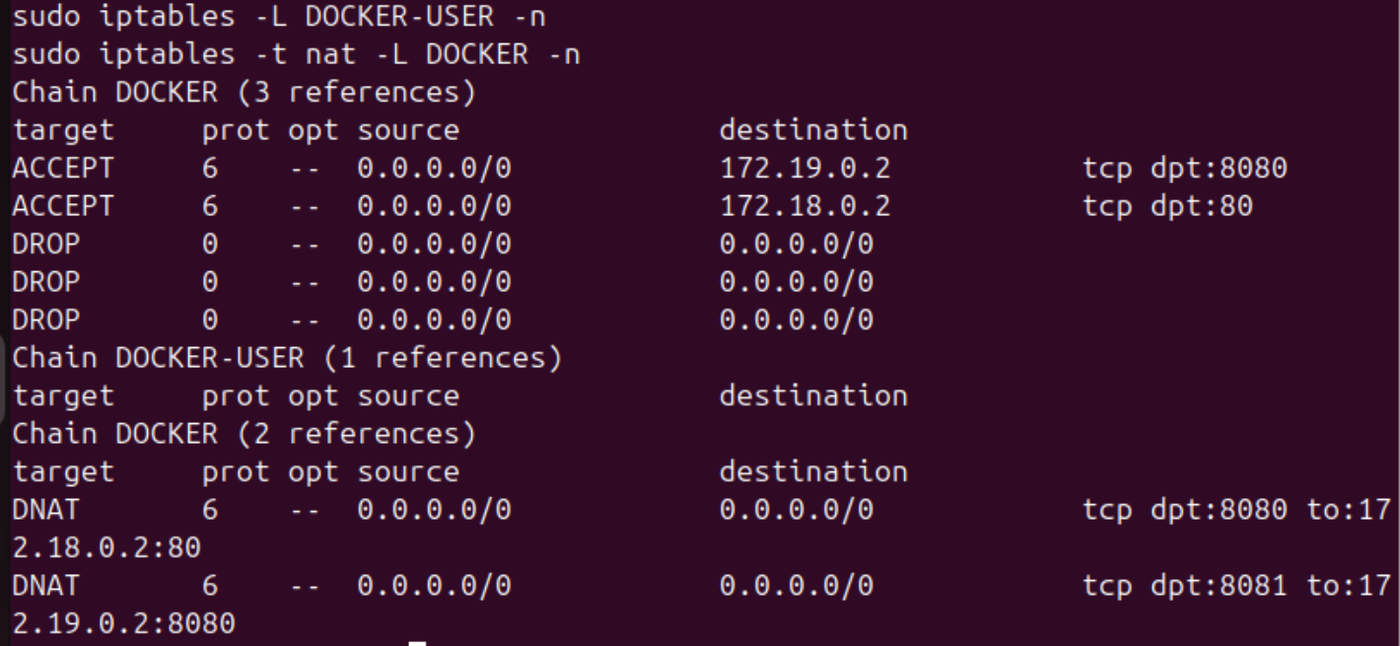 sudo iptables -L DOCKER-USER -n
sudo iptables -t nat -L DOCKER -n
Chain DOCKER (3 references)
target     prot opt source               destination
ACCEPT     6    --  0.0.0.0/0            172.19.0.2           tcp dpt:8080
ACCEPT     6    --  0.0.0.0/0            172.18.0.2           tcp dpt:80
DROP       0    --  0.0.0.0/0            0.0.0.0/0
DROP       0    --  0.0.0.0/0            0.0.0.0/0
DROP       0    --  0.0.0.0/0            0.0.0.0/0
Chain DOCKER-USER (1 references)
target     prot opt source               destination
Chain DOCKER (2 references)
target     prot opt source               destination
DNAT       6    --  0.0.0.0/0            0.0.0.0/0            tcp dpt:8080 to:17
2.18.0.2:80
DNAT       6    --  0.0.0.0/0            0.0.0.0/0            tcp dpt:8081 to:17
2.19.0.2:8080